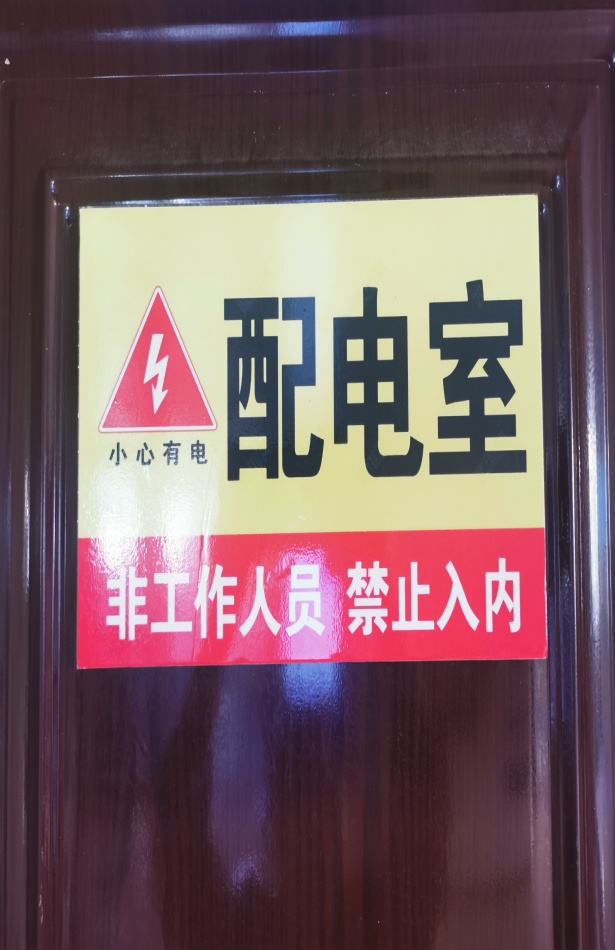 配电室
小心有电
非工作人员 禁止入内